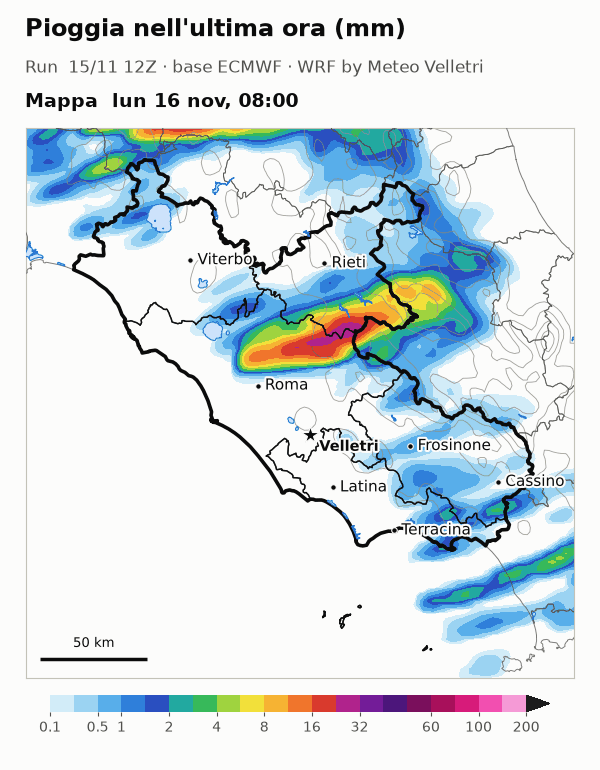 Pioggia nell'ultima ora (mm)
Run 15/11 12Z · base ECMWF · WRF by Meteo Velletri
Mappa lun 16 nov, 08:00
Viterbo
Rieti
Roma
Velletri
Frosinone
Latina
Cassino
Terracina
50 km
0.1 0.5 1 2 4 8 16 32 60 100 200